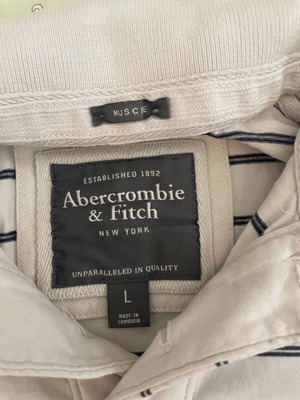 MUSCLE
ESTABLISHED 1892
Abercrombie
& Fitch
NEW YORK
UNPARALLELED IN QUALITY
L
MADE IN
CAMBODIA